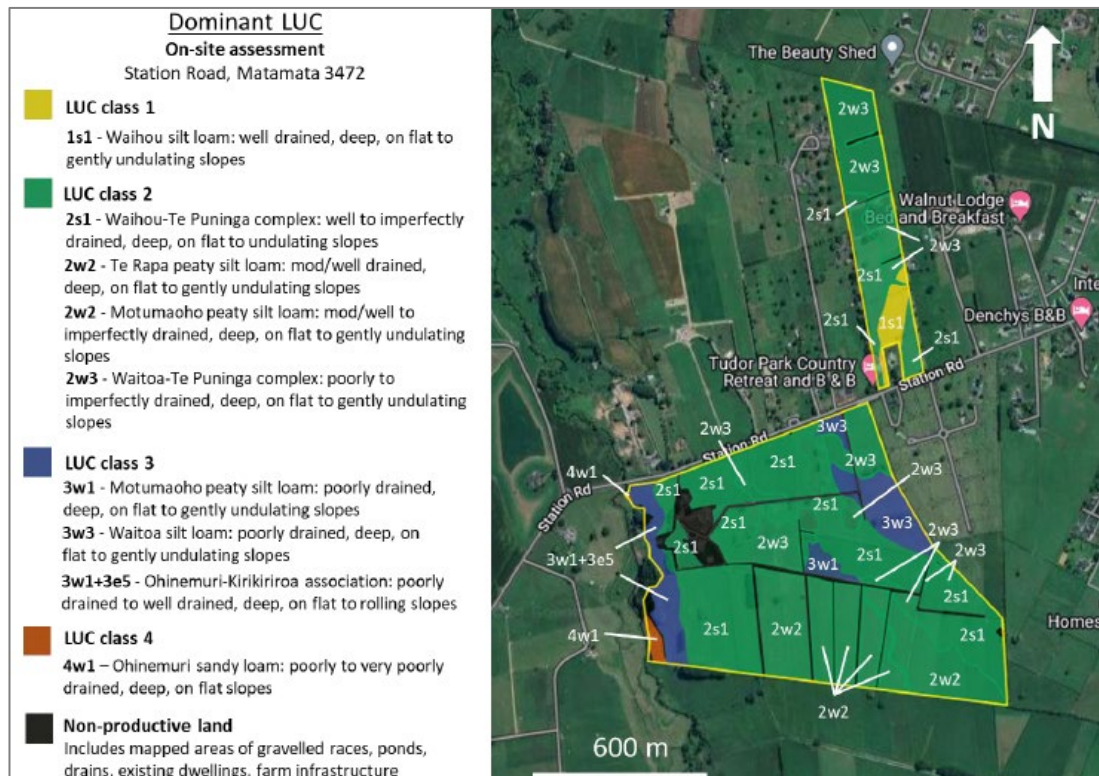 Dominant LUC
On-site assessment
Station Road, Matamata 3472
LUC class 1
1s1 - Waihou silt loam: well drained, deep, on flat to
gently undulating slopes
LUC class 2
2s1 - Waihou-Te Puninga complex: well to imperfectly
drained, deep, on flat to undulating slopes
2w2 - Te Rapa peaty silt loam: mod/well drained,
deep, on flat to gently undulating slopes
2w2 - Motumaoho peaty silt loam: mod/well to
imperfectly drained, deep, on flat to gently undulating
slopes
2w3 - Waitoa-Te Puninga complex: poorly to
imperfectly drained, deep, on flat to gently undulating
slopes
LUC class 3
3w1 - Motumaoho peaty silt loam: poorly drained,
deep, on flat to gently undulating slopes
3w3 - Waitoa silt loam: poorly drained, deep, on
flat to gently undulating slopes
3w1+3e5 - Ohinemuri-Kirikiriroa association: poorly
drained to well drained, deep, on flat to rolling slopes
LUC class 4
4w1 – Ohinemuri sandy loam: poorly to very poorly
drained, deep, on flat slopes
Non-productive land
Includes mapped areas of gravelled races, ponds,
drains, existing dwellings, farm infrastructure
The Beauty Shed
N
2w3
2w3
Walnut Lodge
Bed and Breakfast
2s1
2w3
2s1
Inte
1s1
Denchys B&B
2s1
2s1
Tudor Park Country
Retreat and B & B
Station Rd
2w3
3w3
Station Rd
2w3
2w3
4w1
2s1
2s1
2s1
Station Rd
2s1
3w3
2w3
2s1
2w3
2s1
2w3
2s1
3w1+3e5
3w1
2s1
Homes
4w1
2s1
2w2
2s1
2w2
2w2
600 m